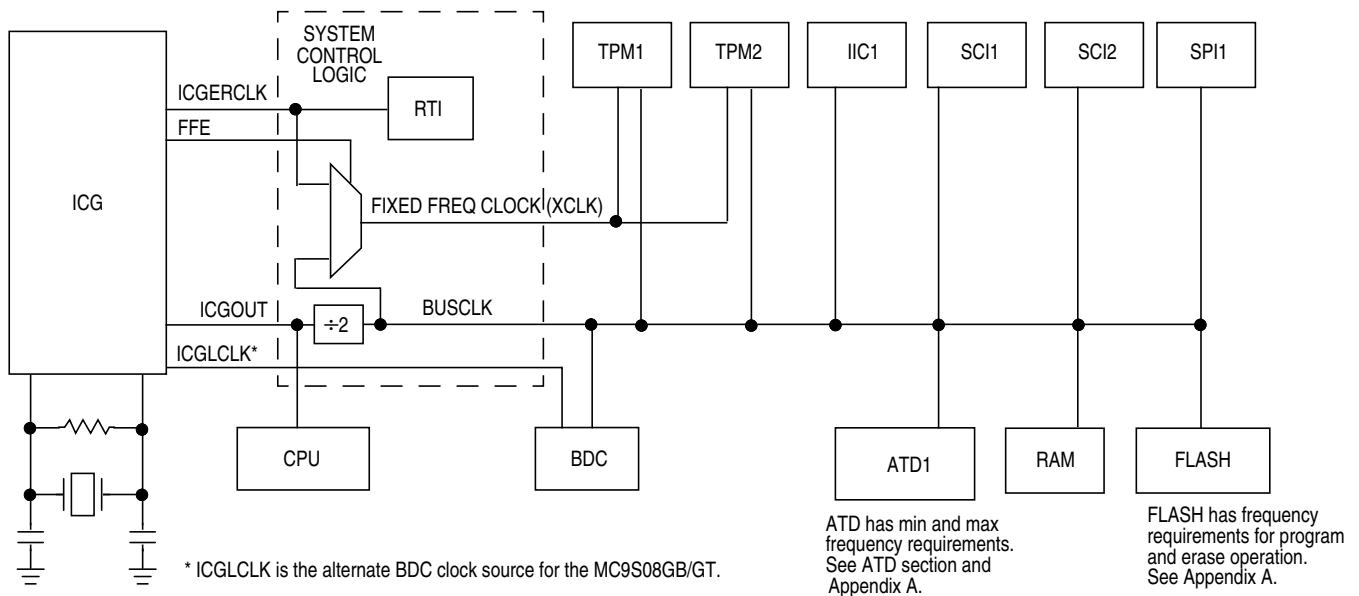 SYSTEM
CONTROL
LOGIC
TPM1
TPM2
IIC1
SCI1
SCI2
SPI1
ICGERCLK
RTI
FFE
ICG
FIXED FREQ CLOCK (XCLK)
ICGOUT
÷2
BUSCLK
ICGLCLK*
CPU
BDC
ATD1
RAM
FLASH
ATD has min and max
frequency requirements.
See ATD section and
Appendix A.
FLASH has frequency
requirements for program
and erase operation.
See Appendix A.
* ICGLCLK is the alternate BDC clock source for the MC9S08GB/GT.